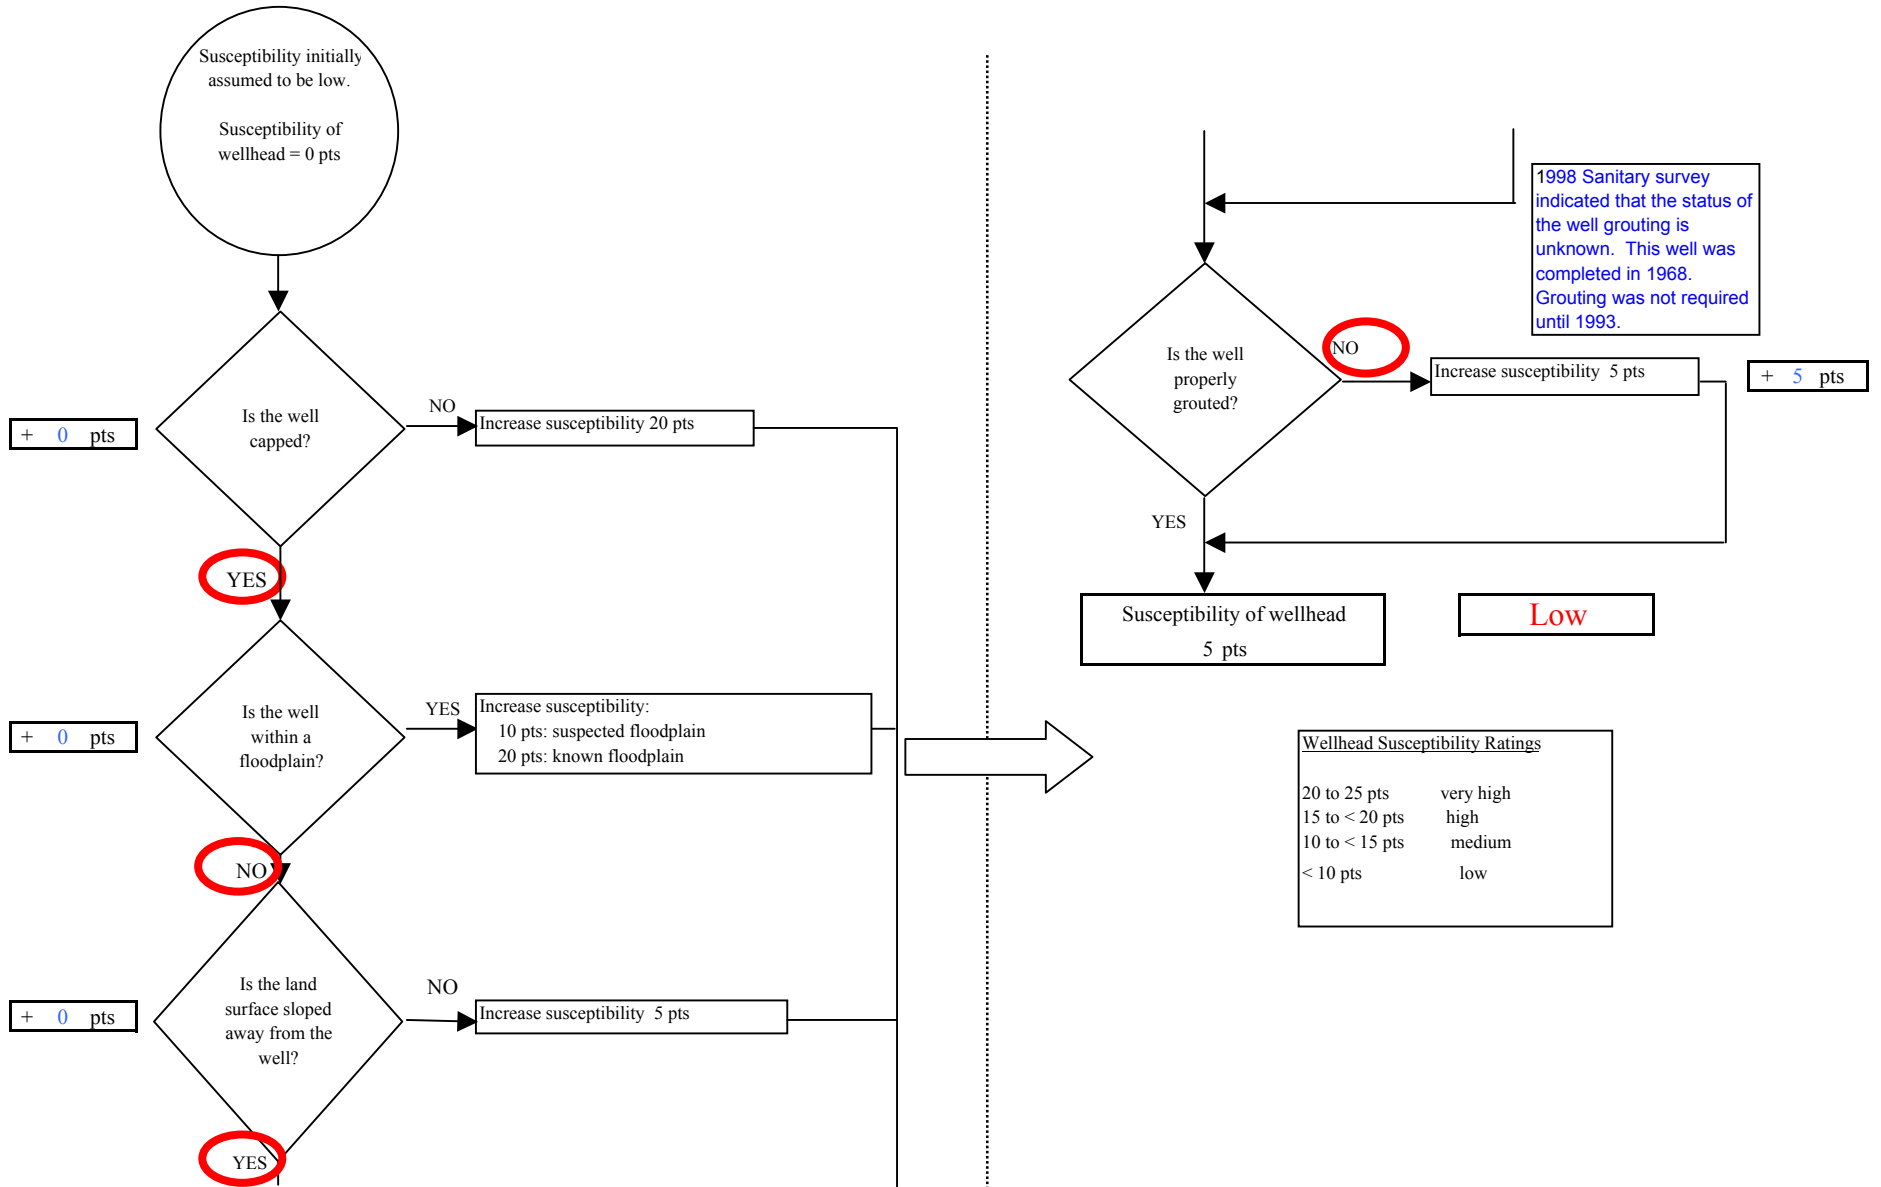 Susceptibility initially
assumed to be low.
Susceptibility of
wellhead = 0 pts
+ 0 pts
Is the well
capped?
NO
Increase susceptibility 20 pts
YES
+ 0 pts
Is the well
within a
floodplain?
YES
Increase susceptibility:
10 pts: suspected floodplain
20 pts: known floodplain
NO
+ 0 pts
Is the land
surface sloped
away from the
well?
NO
Increase susceptibility 5 pts
YES
1998 Sanitary survey
indicated that the status of
the well grouting is
unknown. This well was
completed in 1968.
Grouting was not required
until 1993.
Is the well
properly
grouted?
NO
Increase susceptibility 5 pts
+ 5 pts
YES
Susceptibility of wellhead
5 pts
Low
Wellhead Susceptibility Ratings
20 to 25 pts very high
15 to < 20 pts high
10 to < 15 pts medium
< 10 pts low